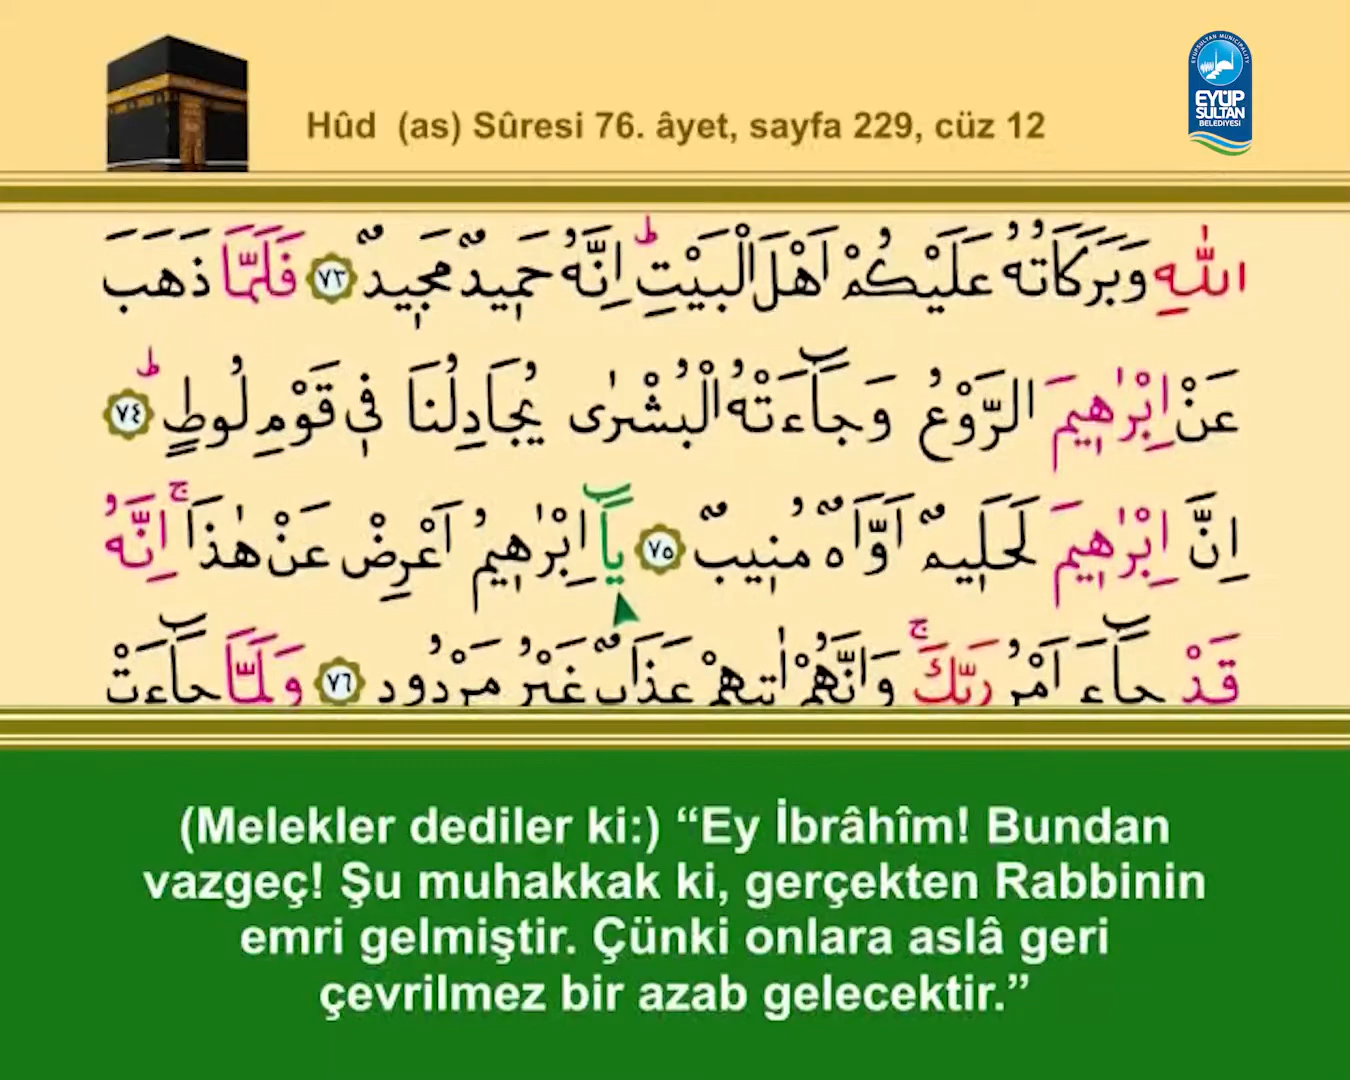 EYÜPSULTAN MUNICIPALITY
EYÜP
SULTAN
BELEDİYESİ
Hûd (as) Sûresi 76. âyet, sayfa 229, cüz 12
اللّٰهِ وَبَرَكَاتُهُ عَلَيْكُمْ اَهْلَ الْبَيْتِۜ اِنَّهُ حَمٖيدٌ مَجٖيدٌ ﴿٧٣﴾ فَلَمَّا ذَهَبَ
عَنْ اِبْرٰهٖيمَ الرَّوْعُ وَجَٓاءَتْهُ الْبُشْرٰى يُجَادِلُنَا فٖى قَوْمِ لُوطٍۜ ﴿٧٤﴾
اِنَّ اِبْرٰهٖيمَ لَحَلٖيمٌ اَوَّاهٌ مُنٖيبٌ ﴿٧٥﴾ يَٓا اِبْرٰهٖيمُ اَعْرِضْ عَنْ هٰذَاۚ اِنَّهُ
قَدْ جَٓاءَ اَمْرُ رَبِّكَۚ وَاِنَّهُمْ اٰتٖيهِمْ عَذَابٌ غَيْرُ مَرْدُودٍ ﴿٧٦﴾ وَلَمَّا جَٓاءَتْ
(Melekler dediler ki:) “Ey İbrâhîm! Bundan
vazgeç! Şu muhakkak ki, gerçekten Rabbinin
emri gelmiştir. Çünki onlara aslâ geri
çevrilmez bir azab gelecektir.”